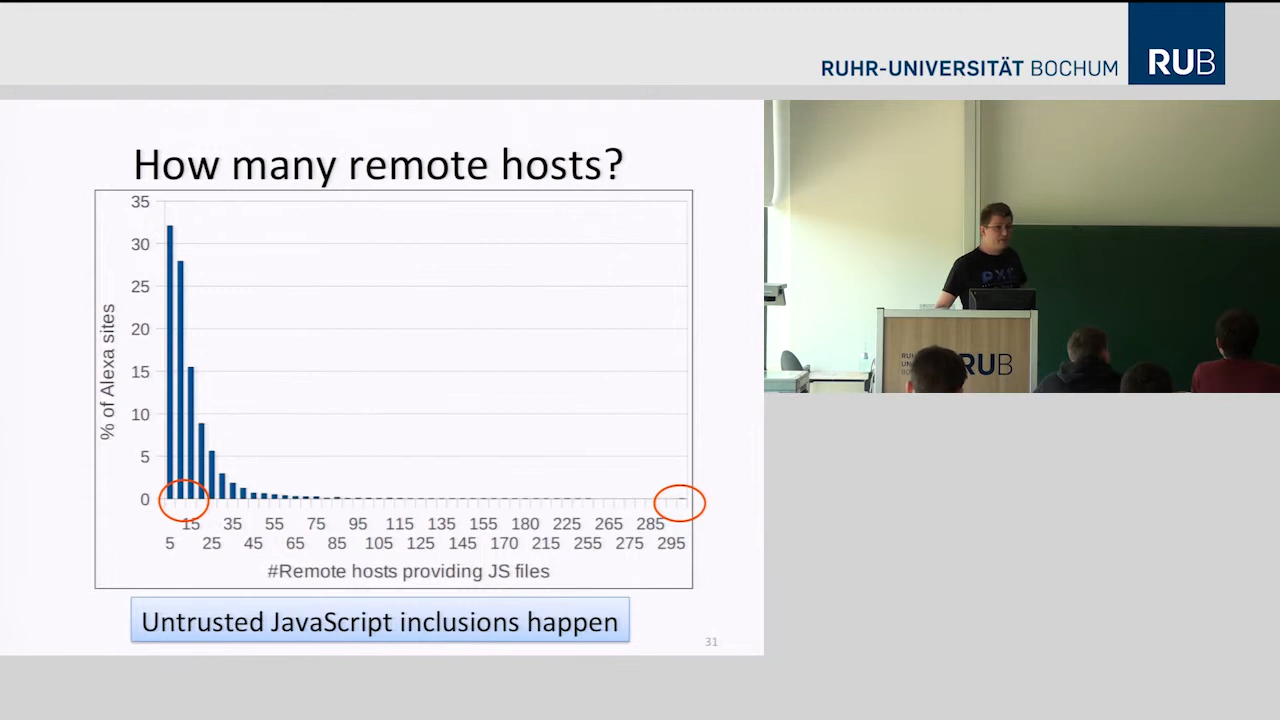 RUHR-UNIVERSITÄT BOCHUM
RUB
How many remote hosts?
35
30
25
20
15
10
5
0
% of Alexa sites
15 35 55 75 95 115 135 155 180 225 265 285
5 25 45 65 85 105 125 145 170 215 255 275 295
#Remote hosts providing JS files
Untrusted JavaScript inclusions happen
31
RUB